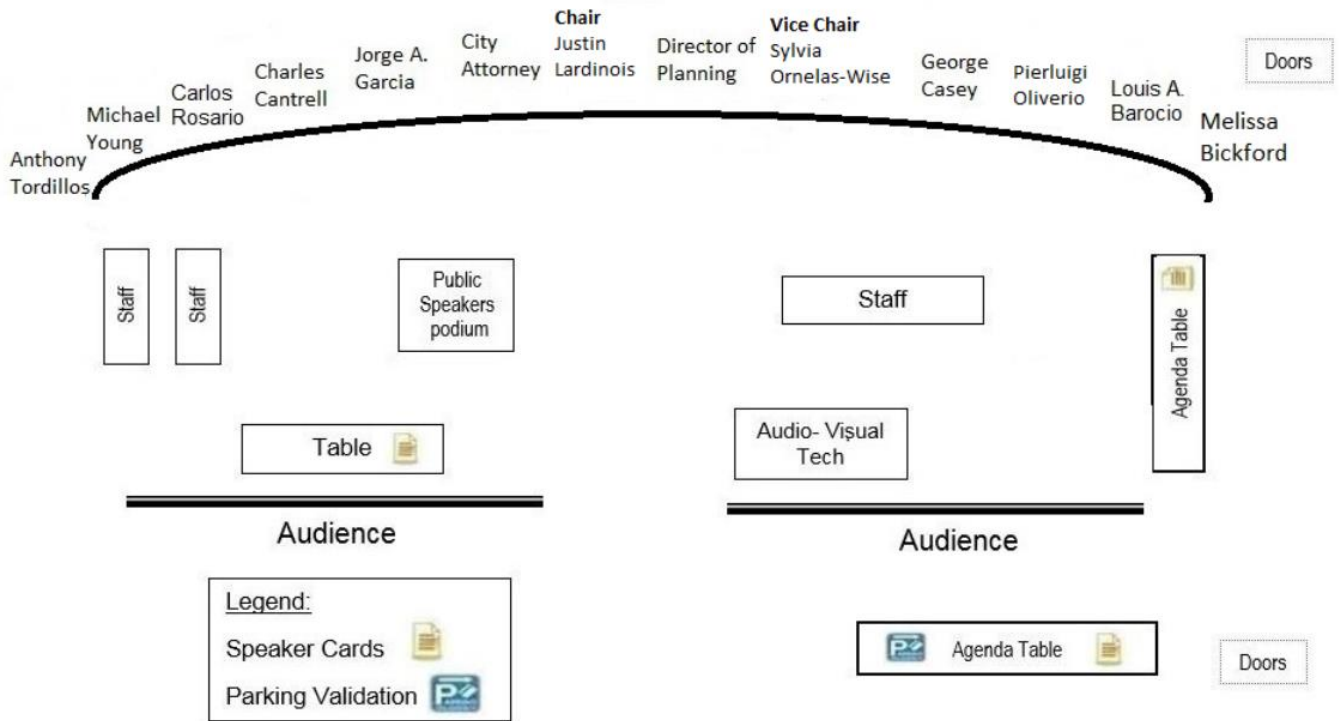 Anthony
Tordillos
Michael
Young
Carlos
Rosario
Charles
Cantrell
Jorge A.
Garcia
City
Attorney
Chair
Justin
Lardinois
Director of
Planning
Vice Chair
Sylvia
Ornelas-Wise
George
Casey
Pierluigi
Oliverio
Louis A.
Barocio
Melissa
Bickford
Doors
Staff
Staff
Public
Speakers
podium
Staff
Agenda Table
Table
Audio- Visual
Tech
Audience
Audience
Legend:
Speaker Cards
Parking Validation
Agenda Table
Doors